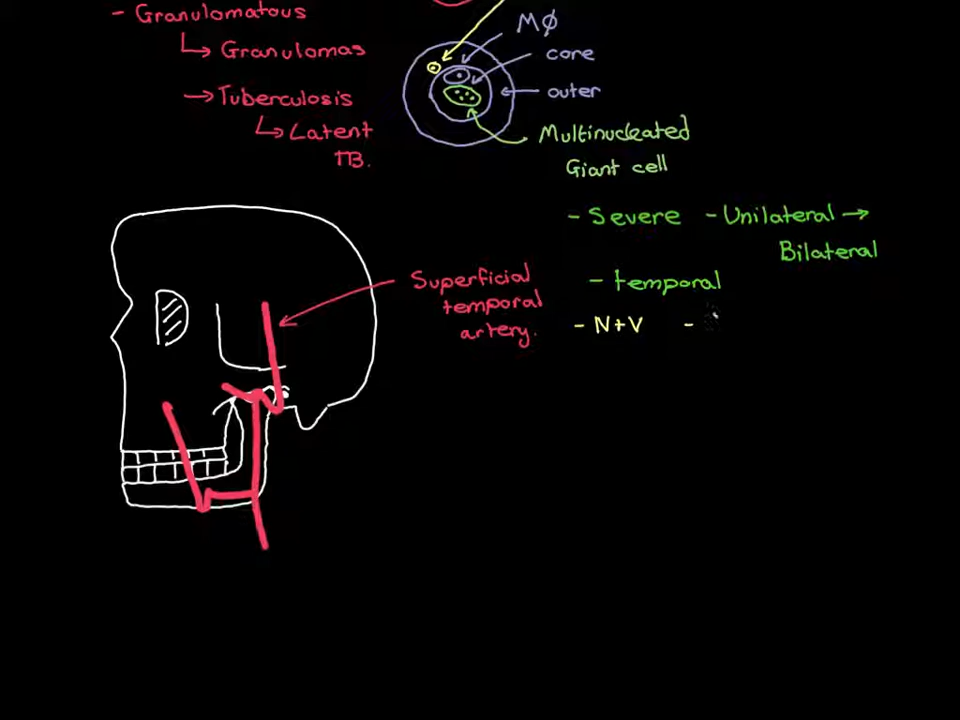 - Granulomatous
↳ Granulomas
→ Tuberculosis
↳ Latent
TB.
MØ
core
outer
Multinucleated
Giant cell
- Severe - Unilateral →
Bilateral
- temporal
- N+V -
Superficial
temporal
artery.